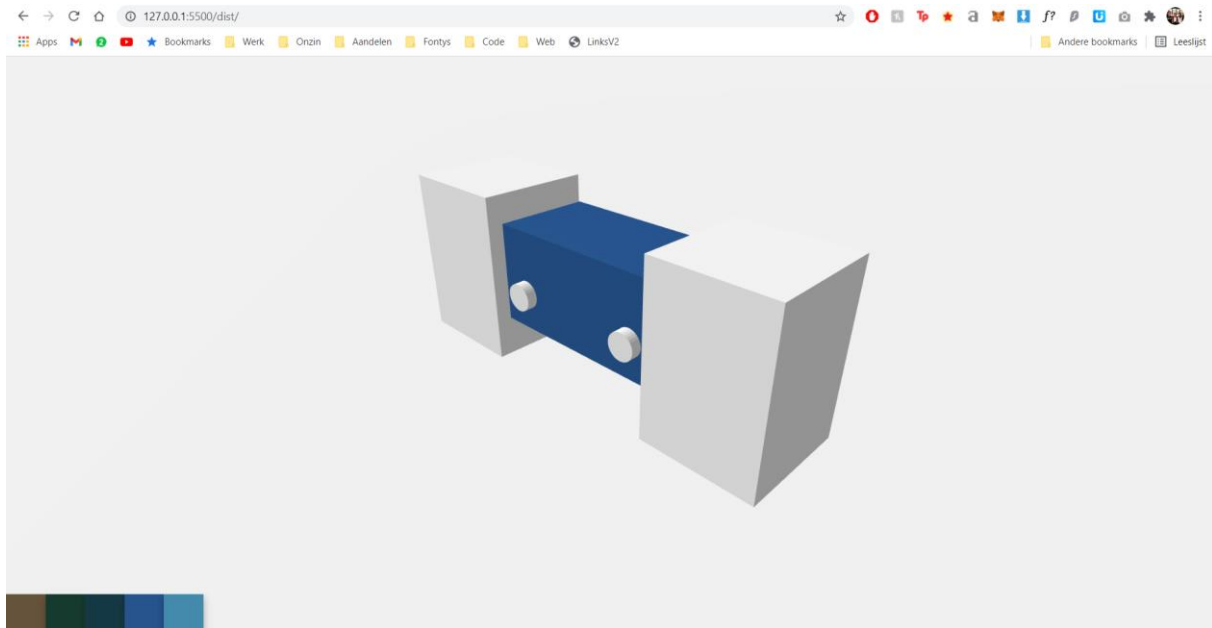 127.0.0.1:5500/dist/
Apps Bookmarks Werk Onzin Aandelen Fontys Code Web LinksV2 Andere bookmarks Leeslijst